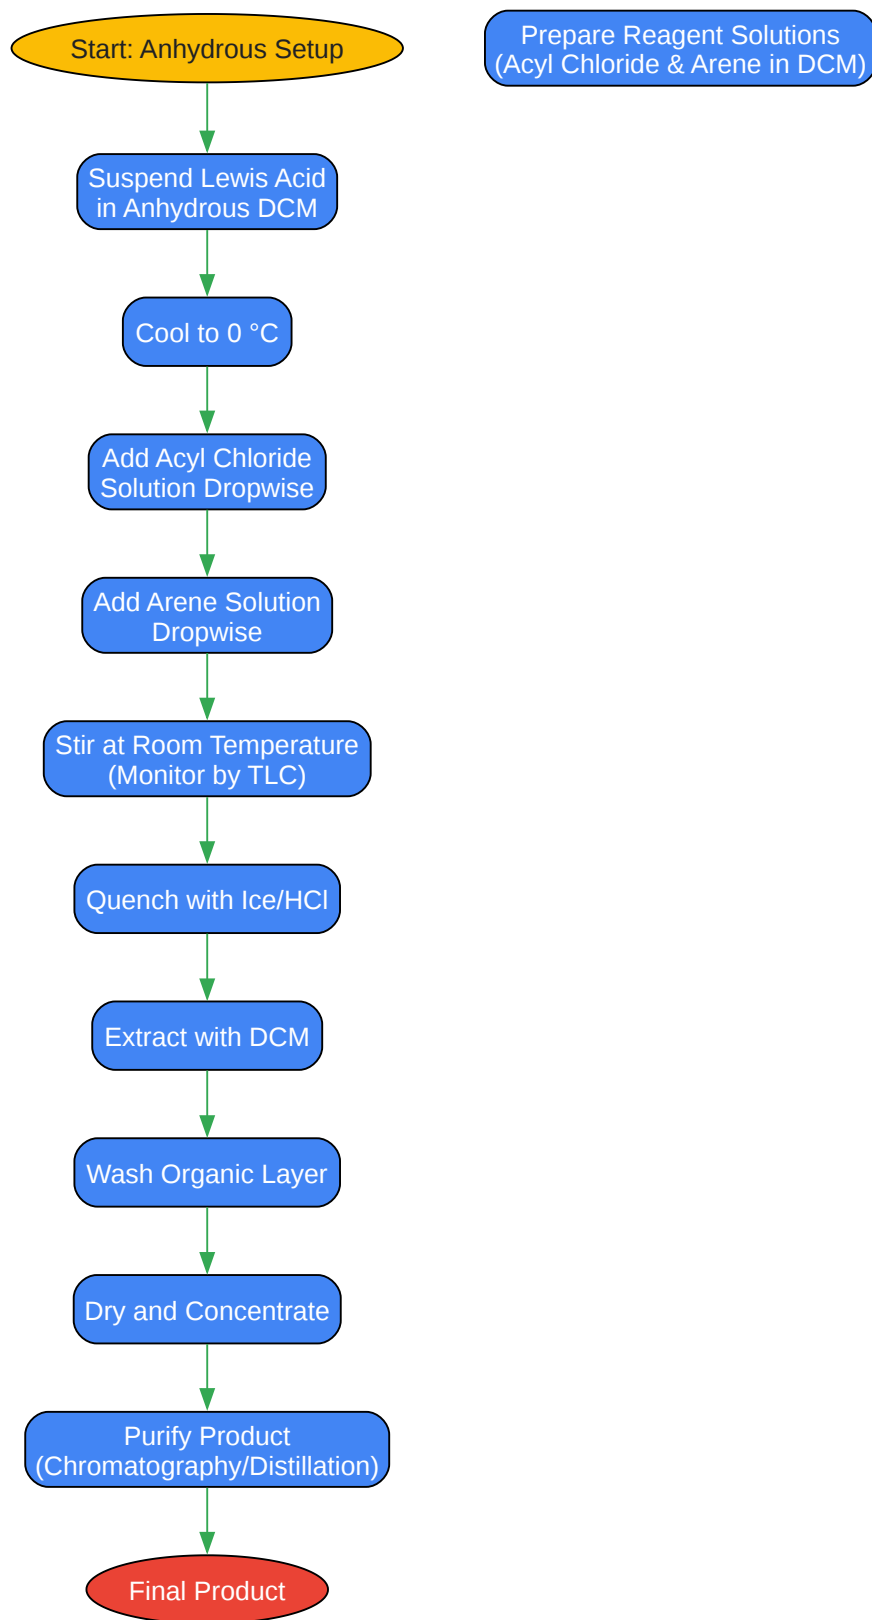 Start: Anhydrous Setup
Prepare Reagent Solutions
(Acyl Chloride & Arene in DCM)
Suspend Lewis Acid
in Anhydrous DCM
Cool to 0 °C
Add Acyl Chloride
Solution Dropwise
Add Arene Solution
Dropwise
Stir at Room Temperature
(Monitor by TLC)
Quench with Ice/HCl
Extract with DCM
Wash Organic Layer
Dry and Concentrate
Purify Product
(Chromatography/Distillation)
Final Product